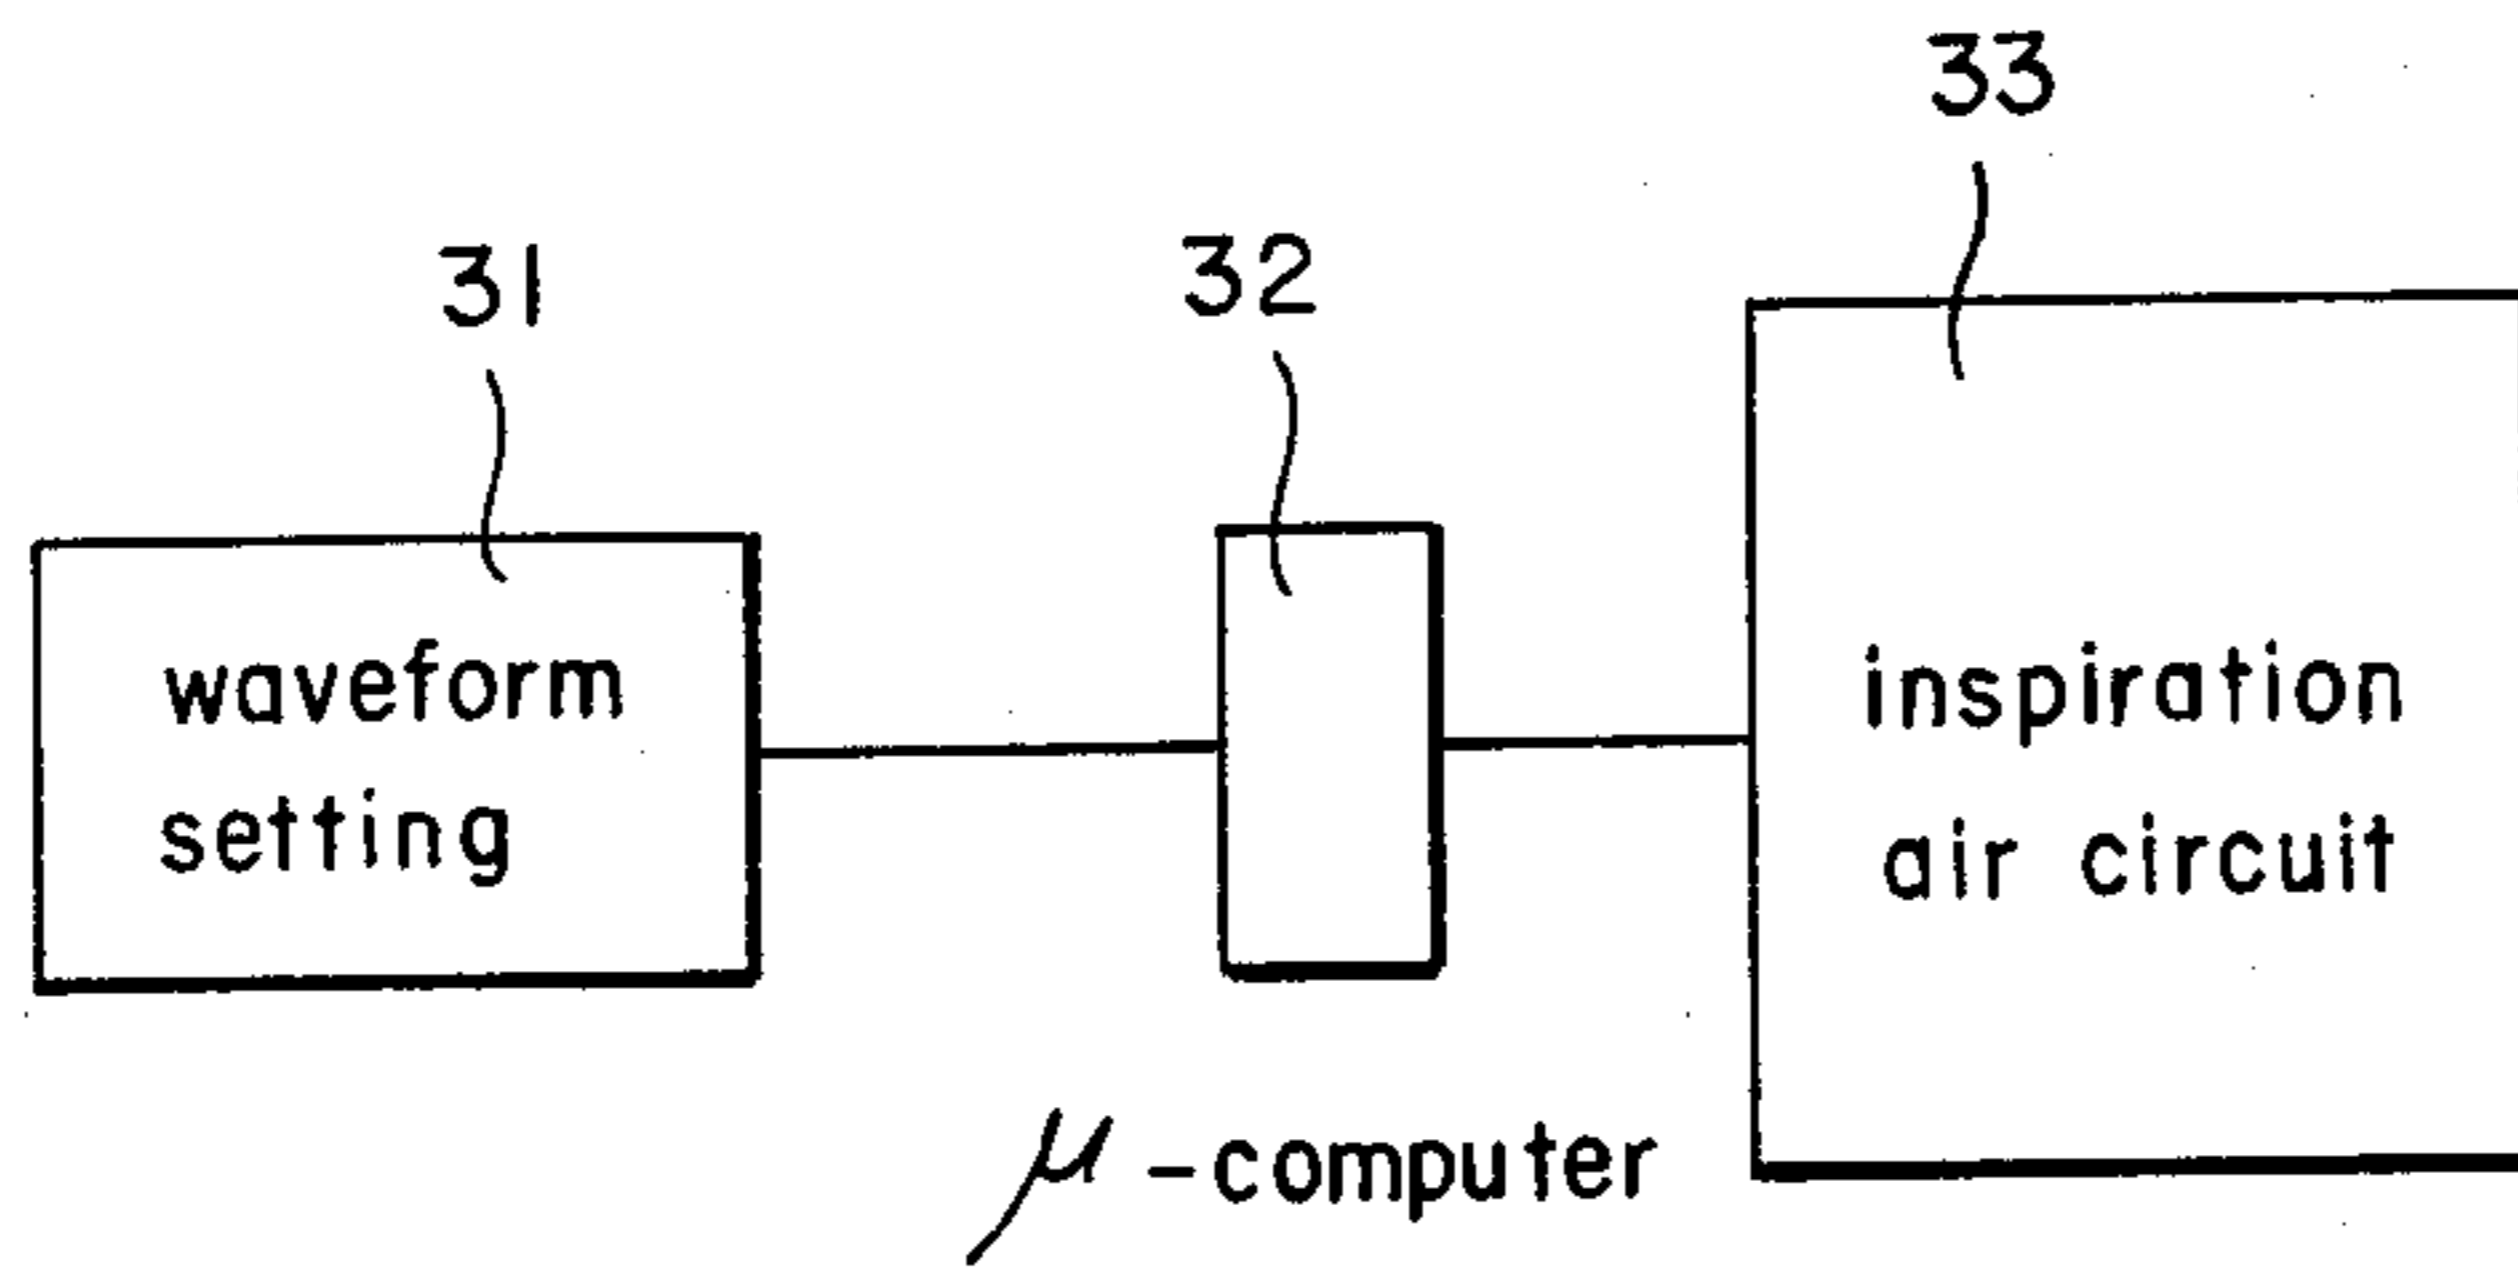 33
31
32
waveform
setting
inspiration
air circuit
μ-computer